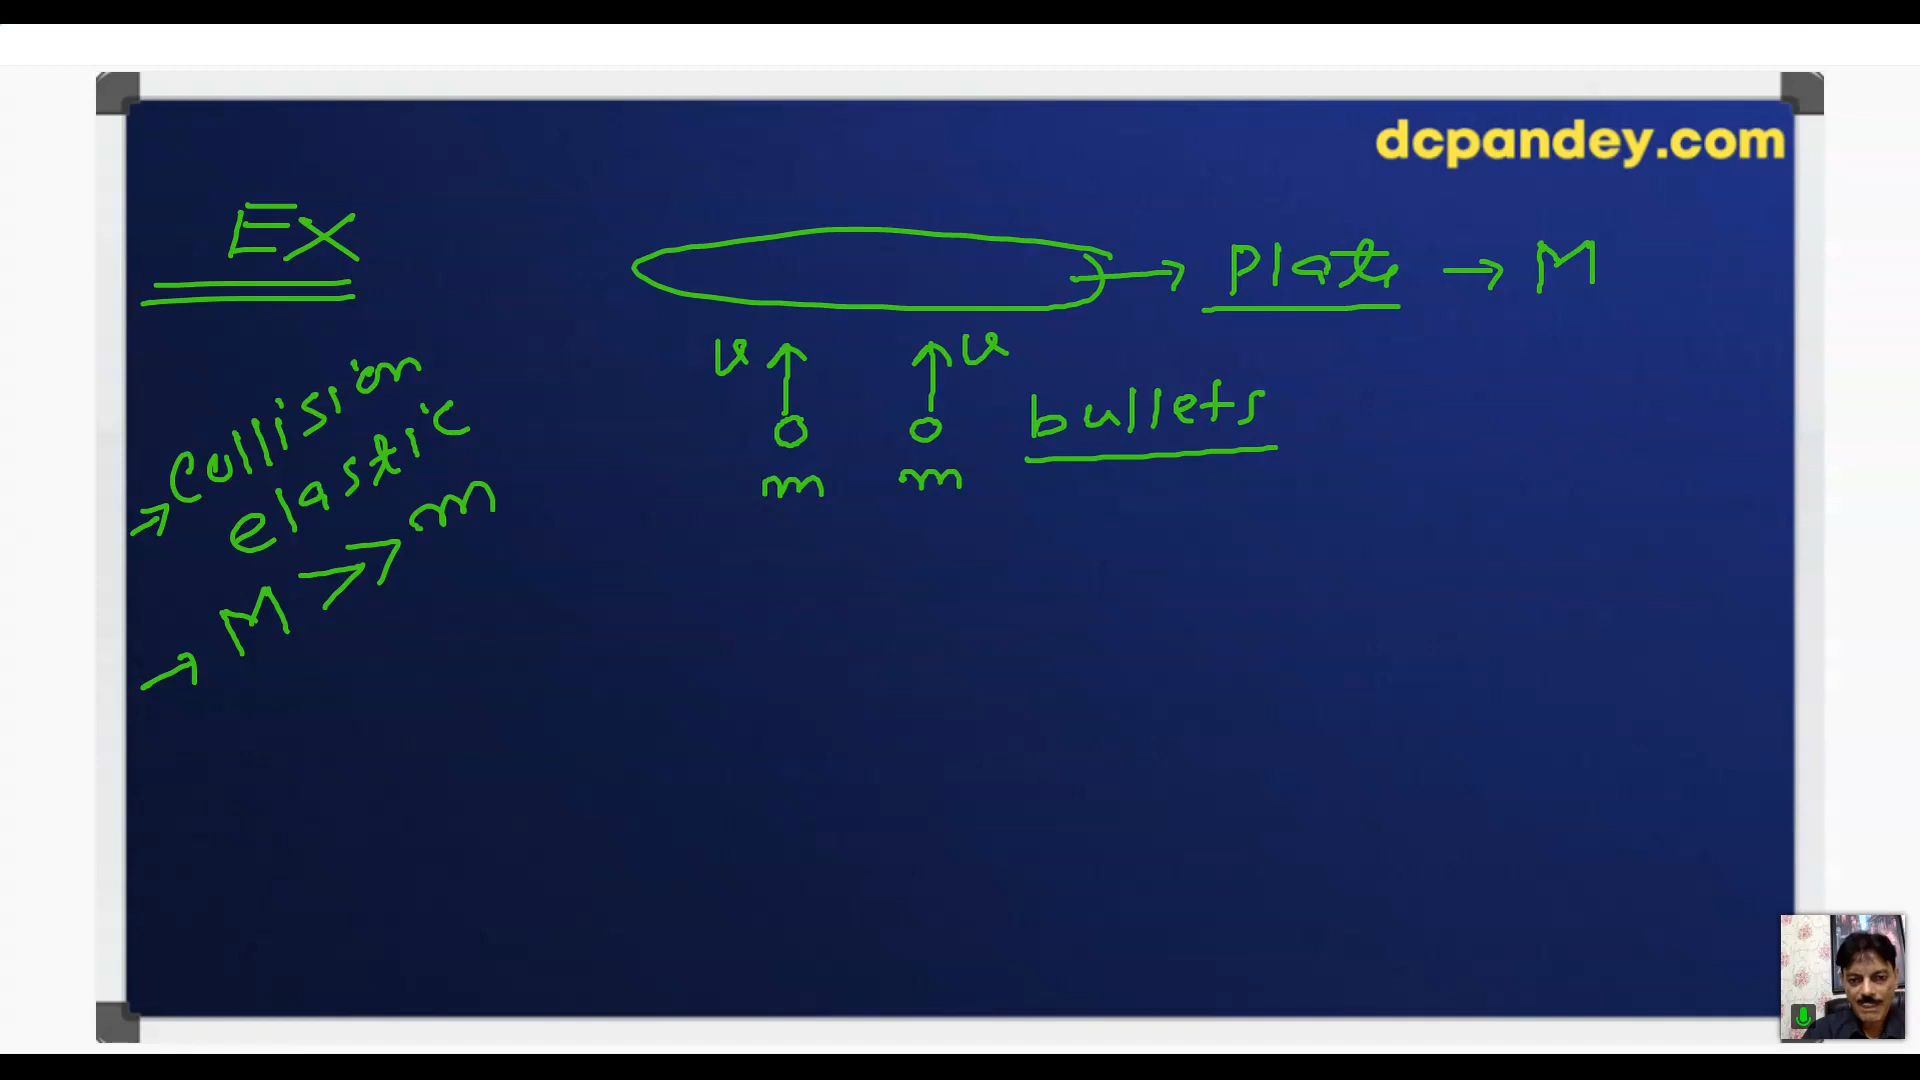 dcpandey.com
Ex
Plate → M
v v
bullets
m m
→ Collision
elastic
→ M >> m